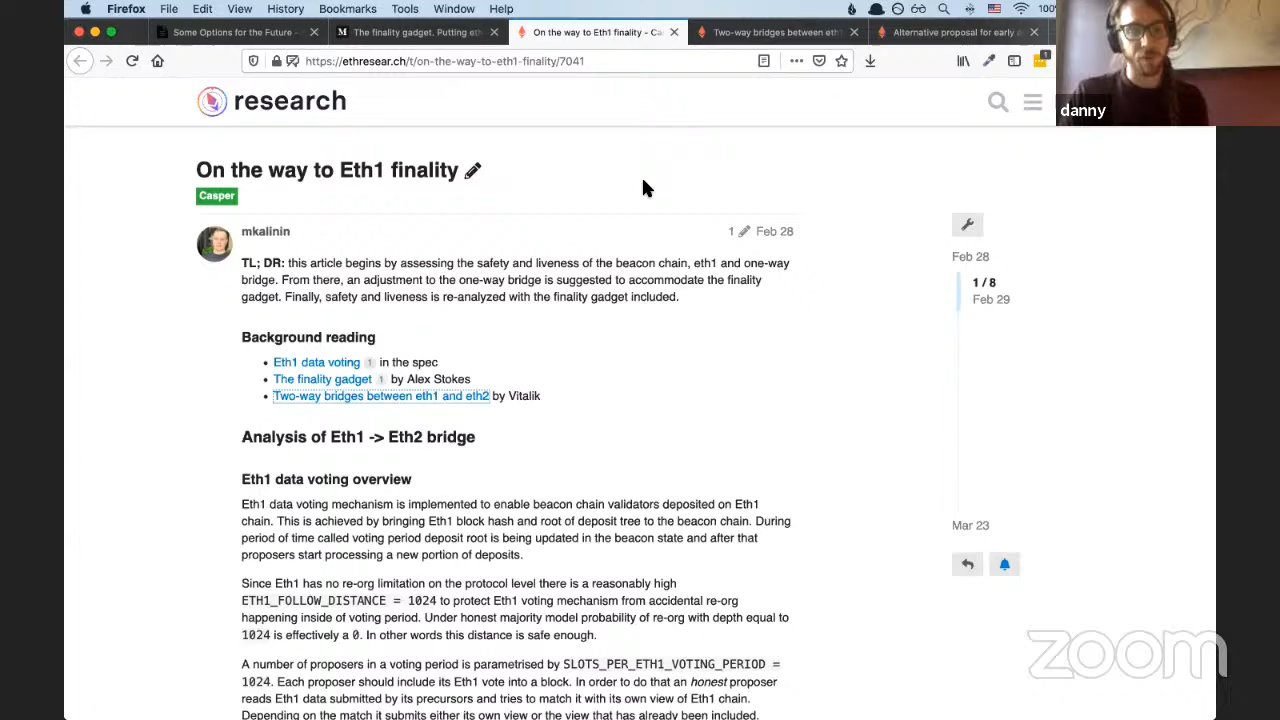 Firefox File Edit View History Bookmarks Tools Window Help 100
Some Options for the Future -
The finality gadget. Putting eth
On the way to Eth1 finality - Ca
Two-way bridges between eth1
Alternative proposal for early e
https://ethresear.ch/t/on-the-way-to-eth1-finality/7041
1
research
danny
On the way to Eth1 finality
Casper
mkalinin
1 Feb 28
TL; DR: this article begins by assessing the safety and liveness of the beacon chain, eth1 and one-way
bridge. From there, an adjustment to the one-way bridge is suggested to accommodate the finality
gadget. Finally, safety and liveness is re-analyzed with the finality gadget included.
Background reading
• Eth1 data voting 1 in the spec
• The finality gadget 1 by Alex Stokes
• Two-way bridges between eth1 and eth2 by Vitalik
Analysis of Eth1 -> Eth2 bridge
Eth1 data voting overview
Eth1 data voting mechanism is implemented to enable beacon chain validators deposited on Eth1
chain. This is achieved by bringing Eth1 block hash and root of deposit tree to the beacon chain. During
period of time called voting period deposit root is being updated in the beacon state and after that
proposers start processing a new portion of deposits.
Since Eth1 has no re-org limitation on the protocol level there is a reasonably high
ETH1_FOLLOW_DISTANCE = 1024 to protect Eth1 voting mechanism from accidental re-org
happening inside of voting period. Under honest majority model probability of re-org with depth equal to
1024 is effectively a 0. In other words this distance is safe enough.
A number of proposers in a voting period is parametrised by SLOTS_PER_ETH1_VOTING_PERIOD =
1024. Each proposer should include its Eth1 vote into a block. In order to do that an honest proposer
reads Eth1 data submitted by its precursors and tries to match it with its own view of Eth1 chain.
Depending on the match it submits either its own view or the view that has already been included.
Feb 28
1 / 8
Feb 29
Mar 23
zoom